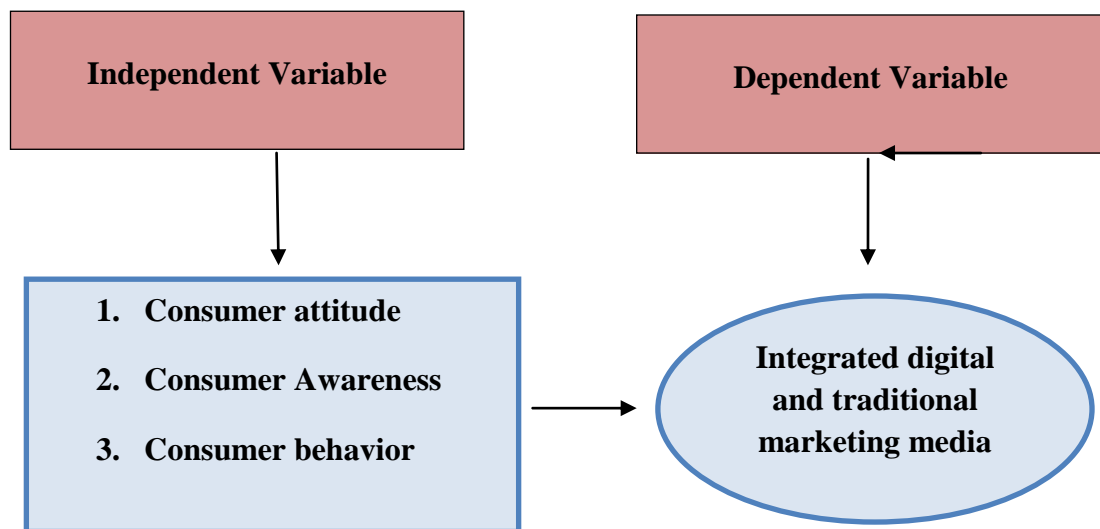 Independent Variable
Dependent Variable
1. Consumer attitude
2. Consumer Awareness
3. Consumer behavior
Integrated digital
and traditional
marketing media